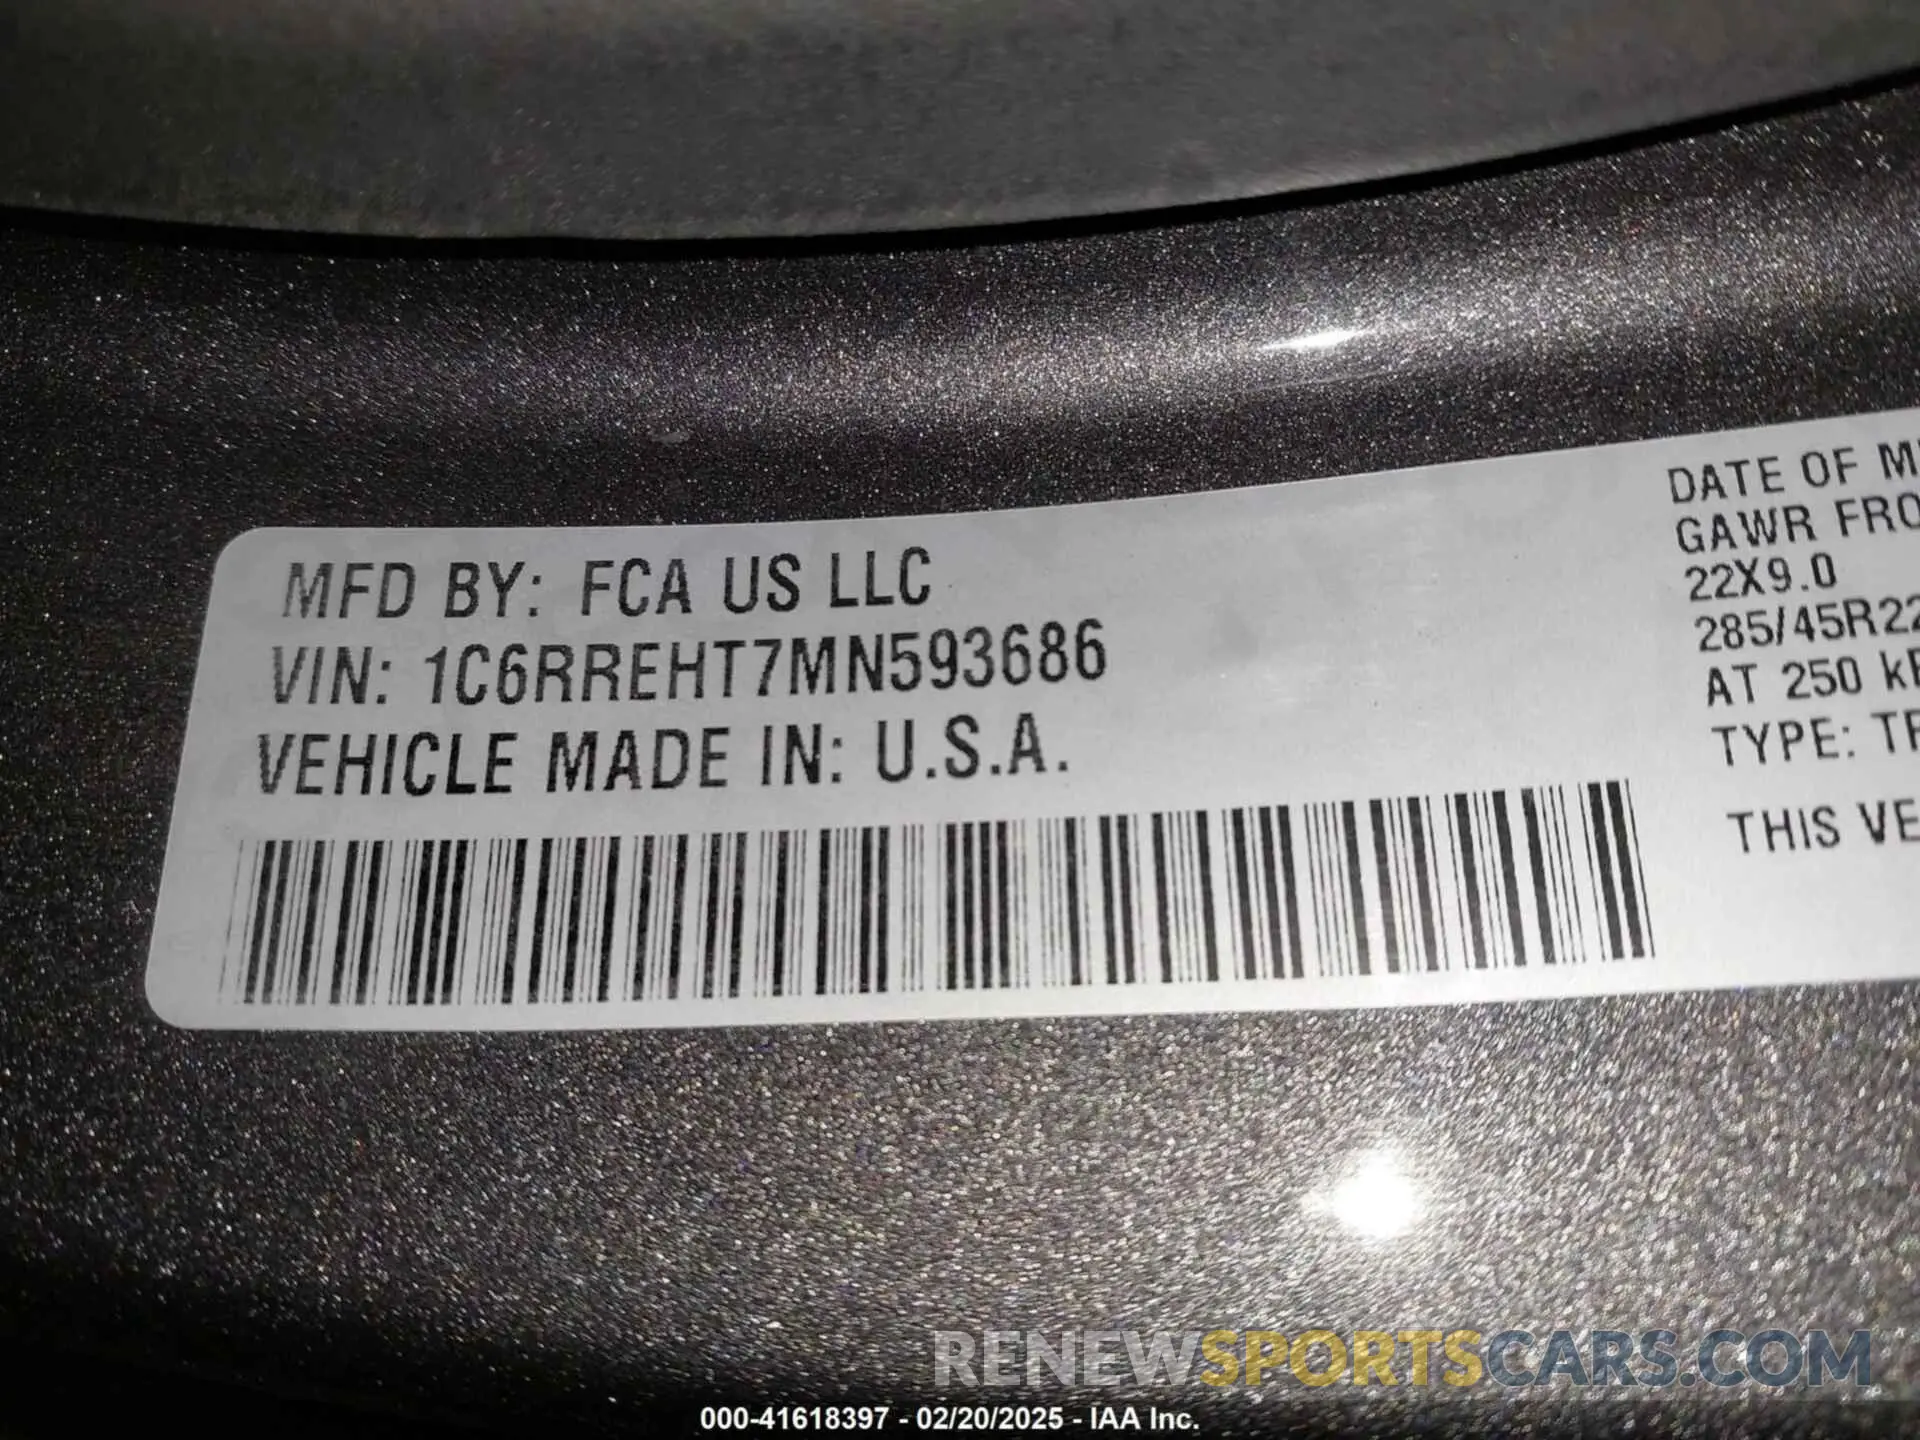 MFD BY: FCA US LLC
VIN: 1C6RREHT7MN593686
VEHICLE MADE IN: U.S.A.
DATE OF M
GAWR FRO
22X9.0
285/45R22
AT 250 k
TYPE: TR
THIS VE
RENEWSPORTSCARS.COM
000-41618397 - 02/20/2025 - IAA Inc.